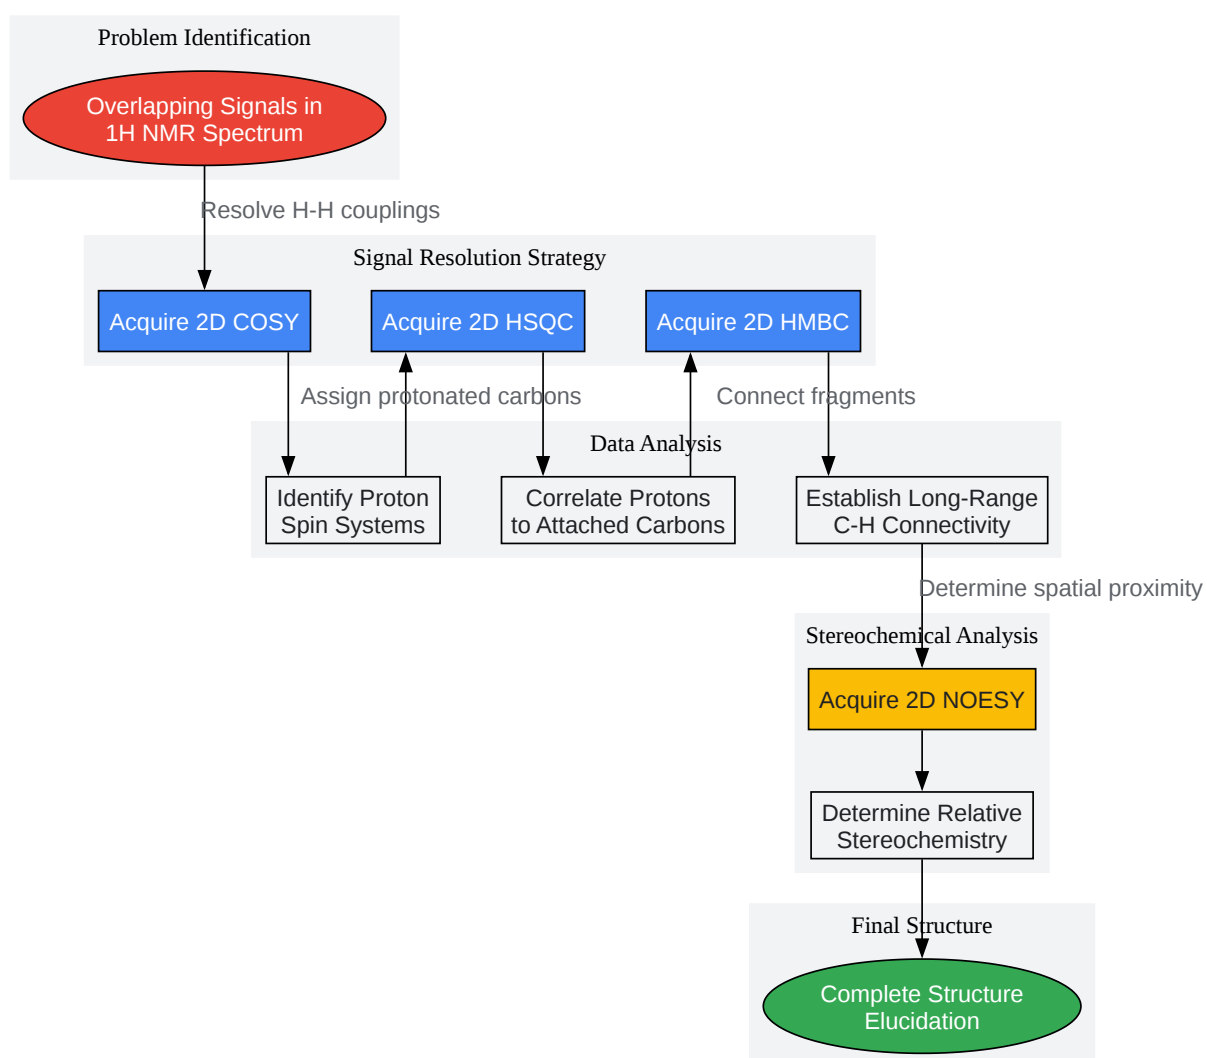 Problem Identification
Overlapping Signals in
1H NMR Spectrum
Resolve H-H couplings
Signal Resolution Strategy
Acquire 2D COSY
Acquire 2D HSQC
Acquire 2D HMBC
Assign protonated carbons
Connect fragments
Data Analysis
Identify Proton
Spin Systems
Correlate Protons
to Attached Carbons
Establish Long-Range
C-H Connectivity
Determine spatial proximity
Stereochemical Analysis
Acquire 2D NOESY
Determine Relative
Stereochemistry
Final Structure
Complete Structure
Elucidation